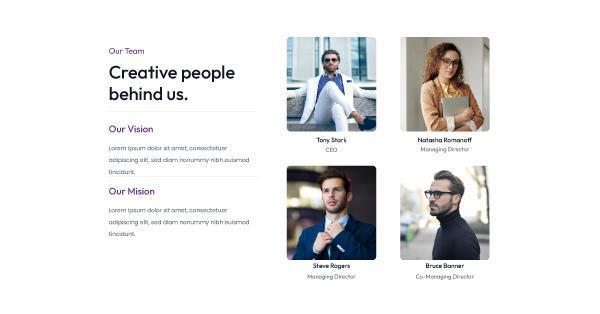 Our Team
Creative people
behind us.
Our Vision
Lorem ipsum dolor sit amet, consectetuer
adipiscing elit, sed diam nonummy nibh euismod
tincidunt.
Our Mision
Lorem ipsum dolor sit amet, consectetuer
adipiscing elit, sed diam nonummy nibh euismod
tincidunt.
Tony Stark
CEO
Natasha Romanoff
Managing Director
Steve Rogers
Managing Director
Bruce Banner
Co-Managing Director